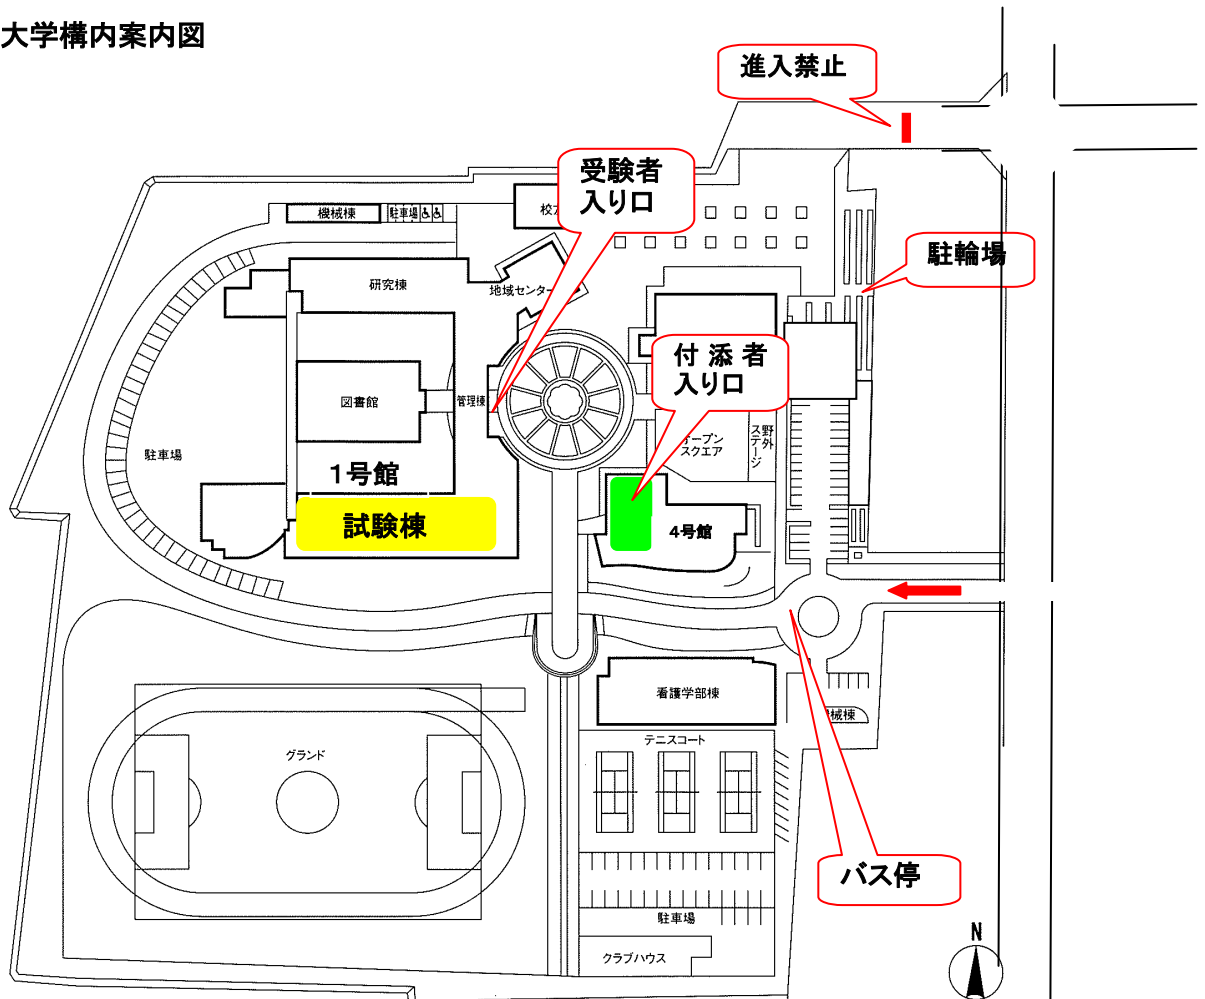 大学構内案内図
進入禁止
受験者
入り口
機械棟
駐車場
校
駐輪場
研究棟
地域センター
付 添 者
入り口
図書館
管理棟
オープン
スクエア
野外
ステージ
駐車場
1号館
試験棟
4号館
看護学部棟
機械棟
テニスコート
グランド
バス停
駐車場
クラブハウス
N